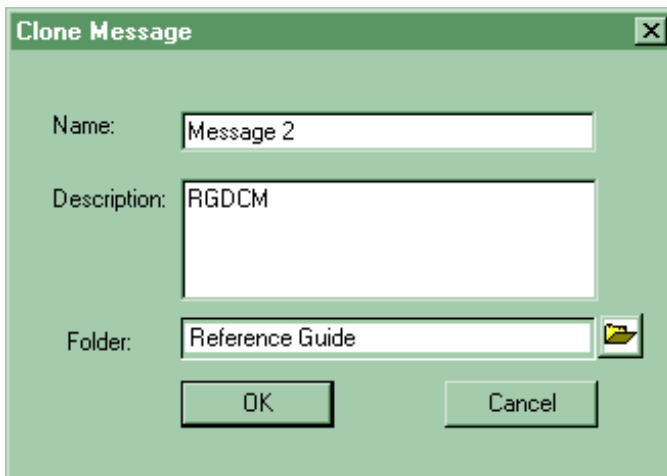 Clone Message
Name: Message 2
Description: RGDCM
Folder: Reference Guide
OK Cancel